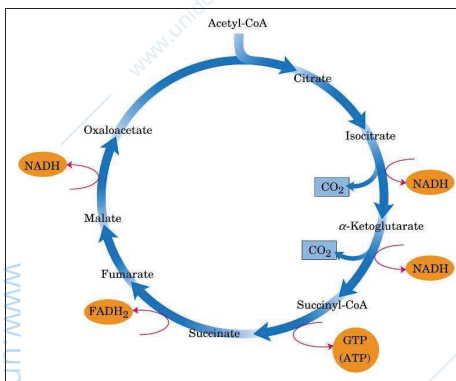 Acetyl-CoA
Citrate
Isocitrate
CO₂
NADH
α-Ketoglutarate
CO₂
NADH
Succinyl-CoA
GTP
(ATP)
Succinate
FADH₂
Fumarate
Malate
NADH
Oxaloacetate